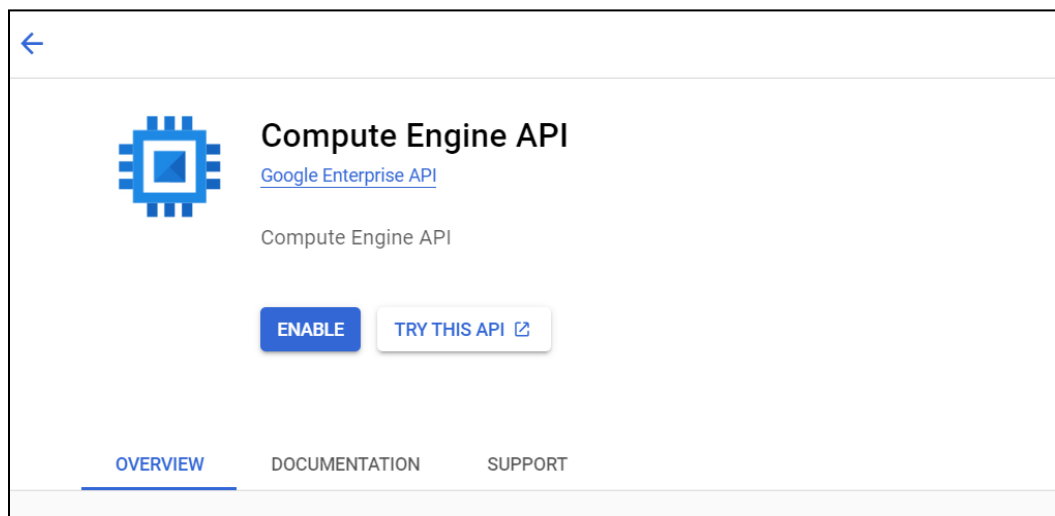 Compute Engine API
Google Enterprise API
Compute Engine API
ENABLE TRY THIS API
OVERVIEW DOCUMENTATION SUPPORT